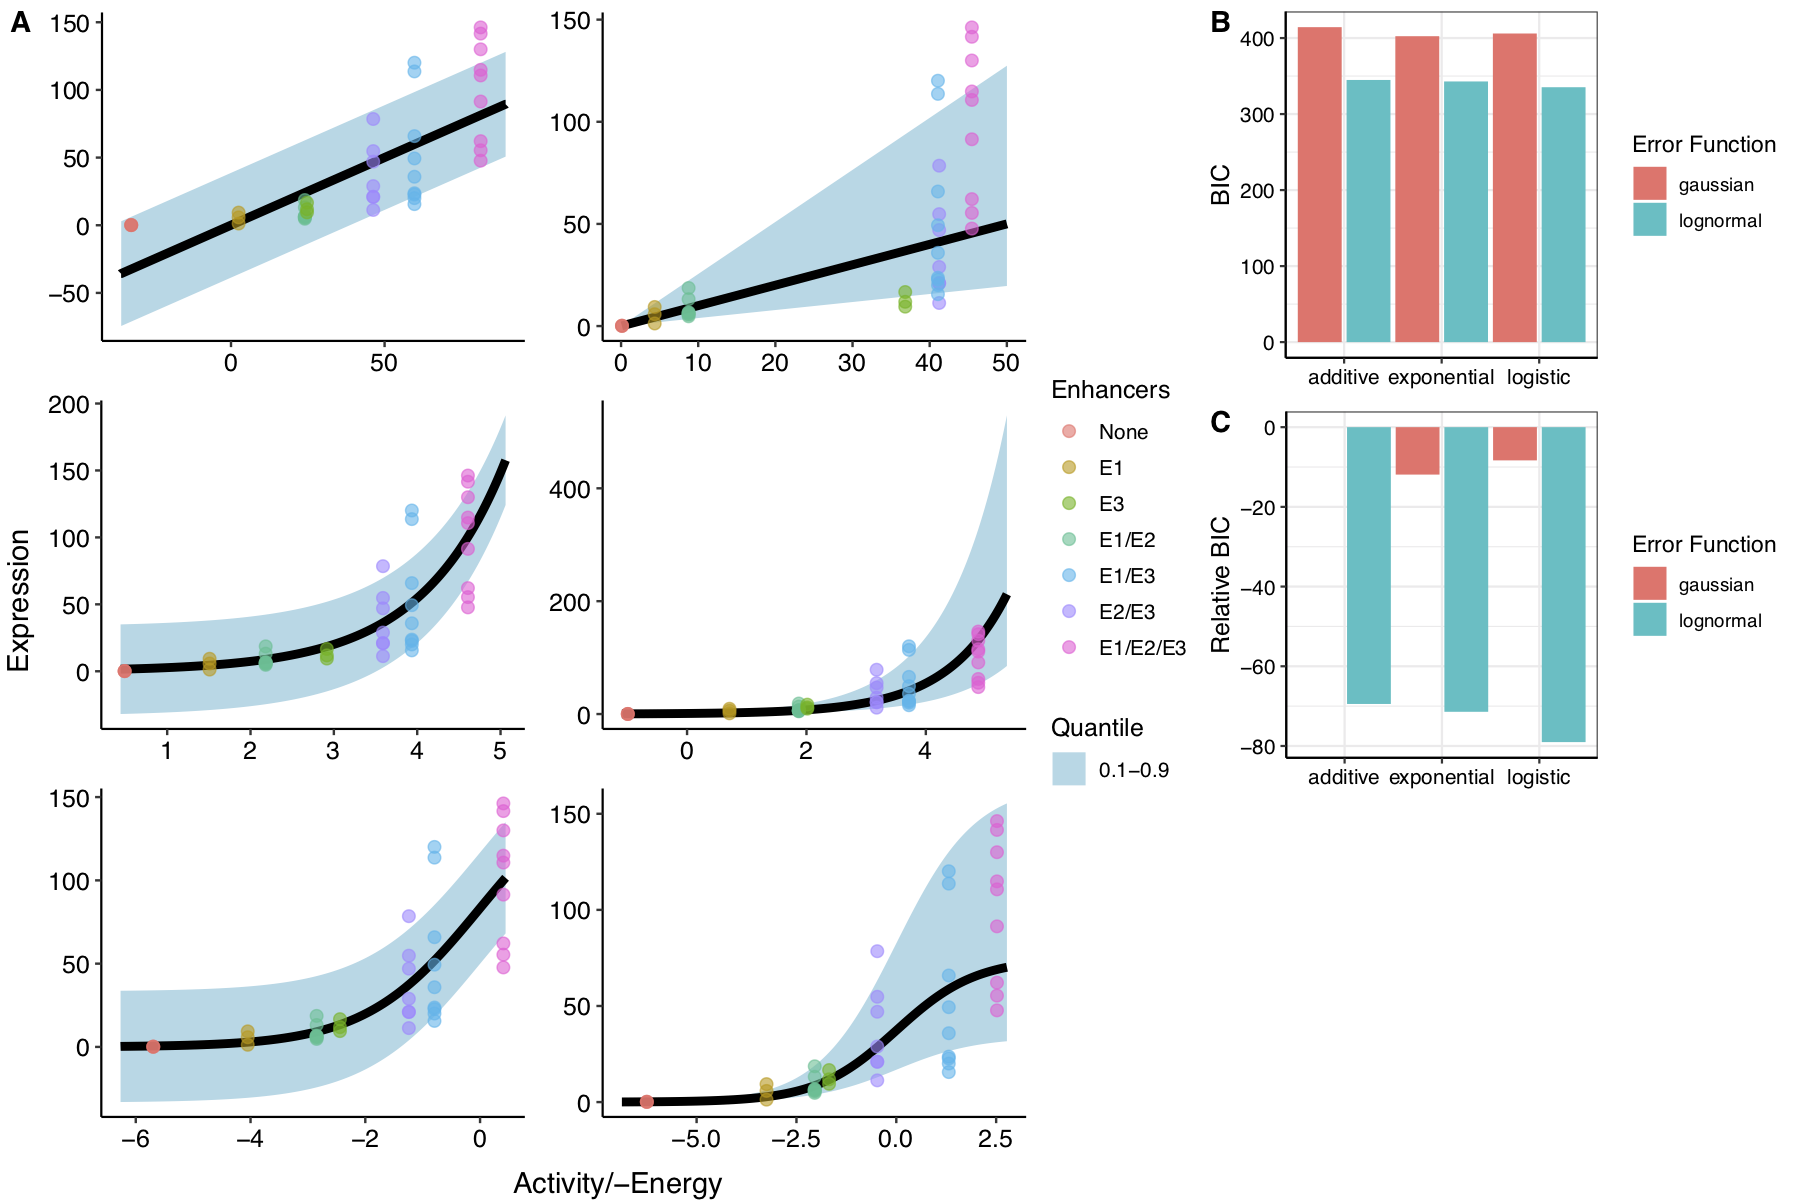 A
150
100
50
0
−50
0
50
150
100
50
0
0
10
20
30
40
50
200
150
100
50
0
1
2
3
4
5
400
200
0
0
2
4
150
100
50
0
−6
−4
−2
0
150
100
50
0
−5.0
−2.5
0.0
2.5
Expression
Activity/−Energy
Enhancers
None
E1
E3
E1/E2
E1/E3
E2/E3
E1/E2/E3
Quantile
0.1−0.9
B
BIC
400
300
200
100
0
additive
exponential
logistic
Error Function
gaussian
lognormal
C
Relative BIC
0
−20
−40
−60
−80
additive
exponential
logistic
Error Function
gaussian
lognormal